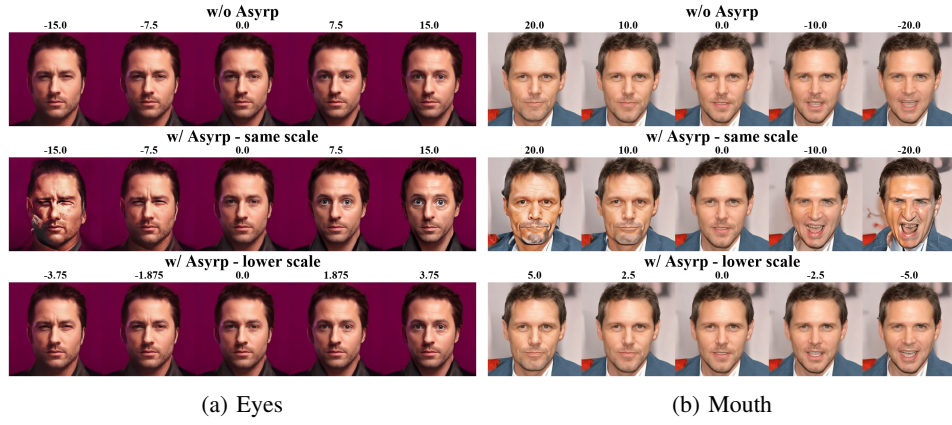 w/o Asyrp
-15.0 -7.5 0.0 7.5 15.0
w/ Asyrp - same scale
-15.0 -7.5 0.0 7.5 15.0
w/ Asyrp - lower scale
-3.75 -1.875 0.0 1.875 3.75
(a) Eyes
w/o Asyrp
20.0 10.0 0.0 -10.0 -20.0
w/ Asyrp - same scale
20.0 10.0 0.0 -10.0 -20.0
w/ Asyrp - lower scale
5.0 2.5 0.0 -2.5 -5.0
(b) Mouth